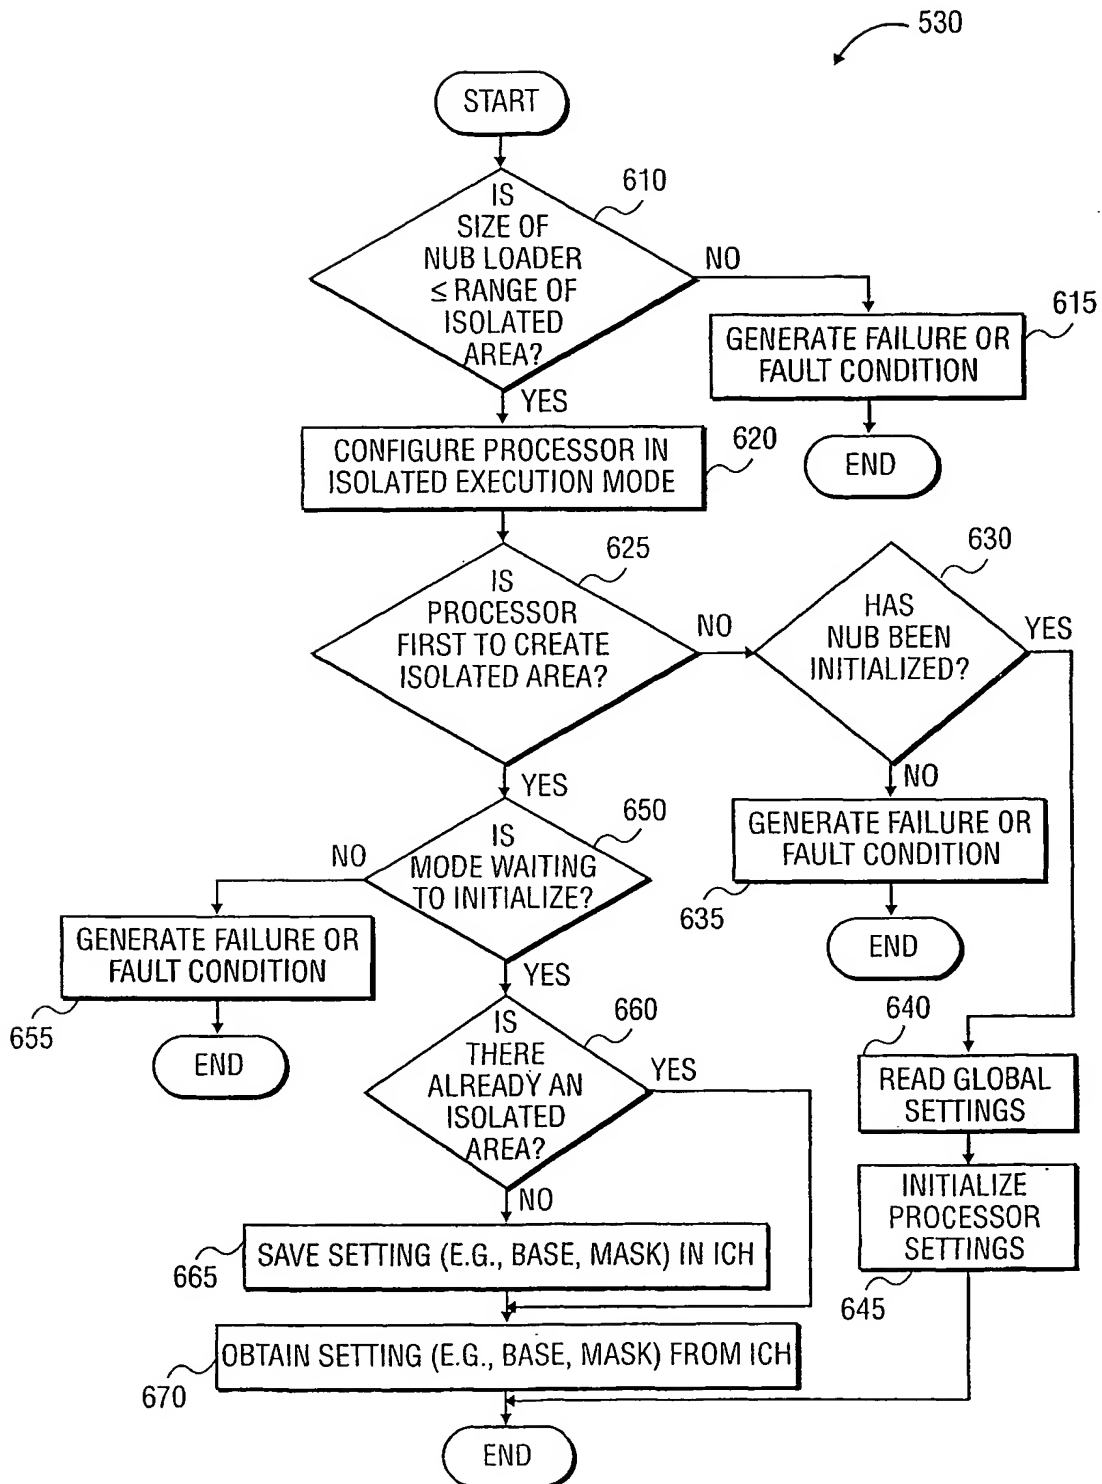 530
START
610
IS
SIZE OF
NUB LOADER
≤ RANGE OF
ISOLATED
AREA?
NO
615
GENERATE FAILURE OR
FAULT CONDITION
END
YES
CONFIGURE PROCESSOR IN
ISOLATED EXECUTION MODE
620
625
IS
PROCESSOR
FIRST TO CREATE
ISOLATED AREA?
NO
630
HAS
NUB BEEN
INITIALIZED?
YES
NO
GENERATE FAILURE OR
FAULT CONDITION
635
END
YES
650
IS
MODE WAITING
TO INITIALIZE?
NO
GENERATE FAILURE OR
FAULT CONDITION
655
END
YES
660
IS
THERE
ALREADY AN
ISOLATED
AREA?
YES
640
READ GLOBAL
SETTINGS
INITIALIZE
PROCESSOR
SETTINGS
645
NO
SAVE SETTING (E.G., BASE, MASK) IN ICH
665
OBTAIN SETTING (E.G., BASE, MASK) FROM ICH
670
END